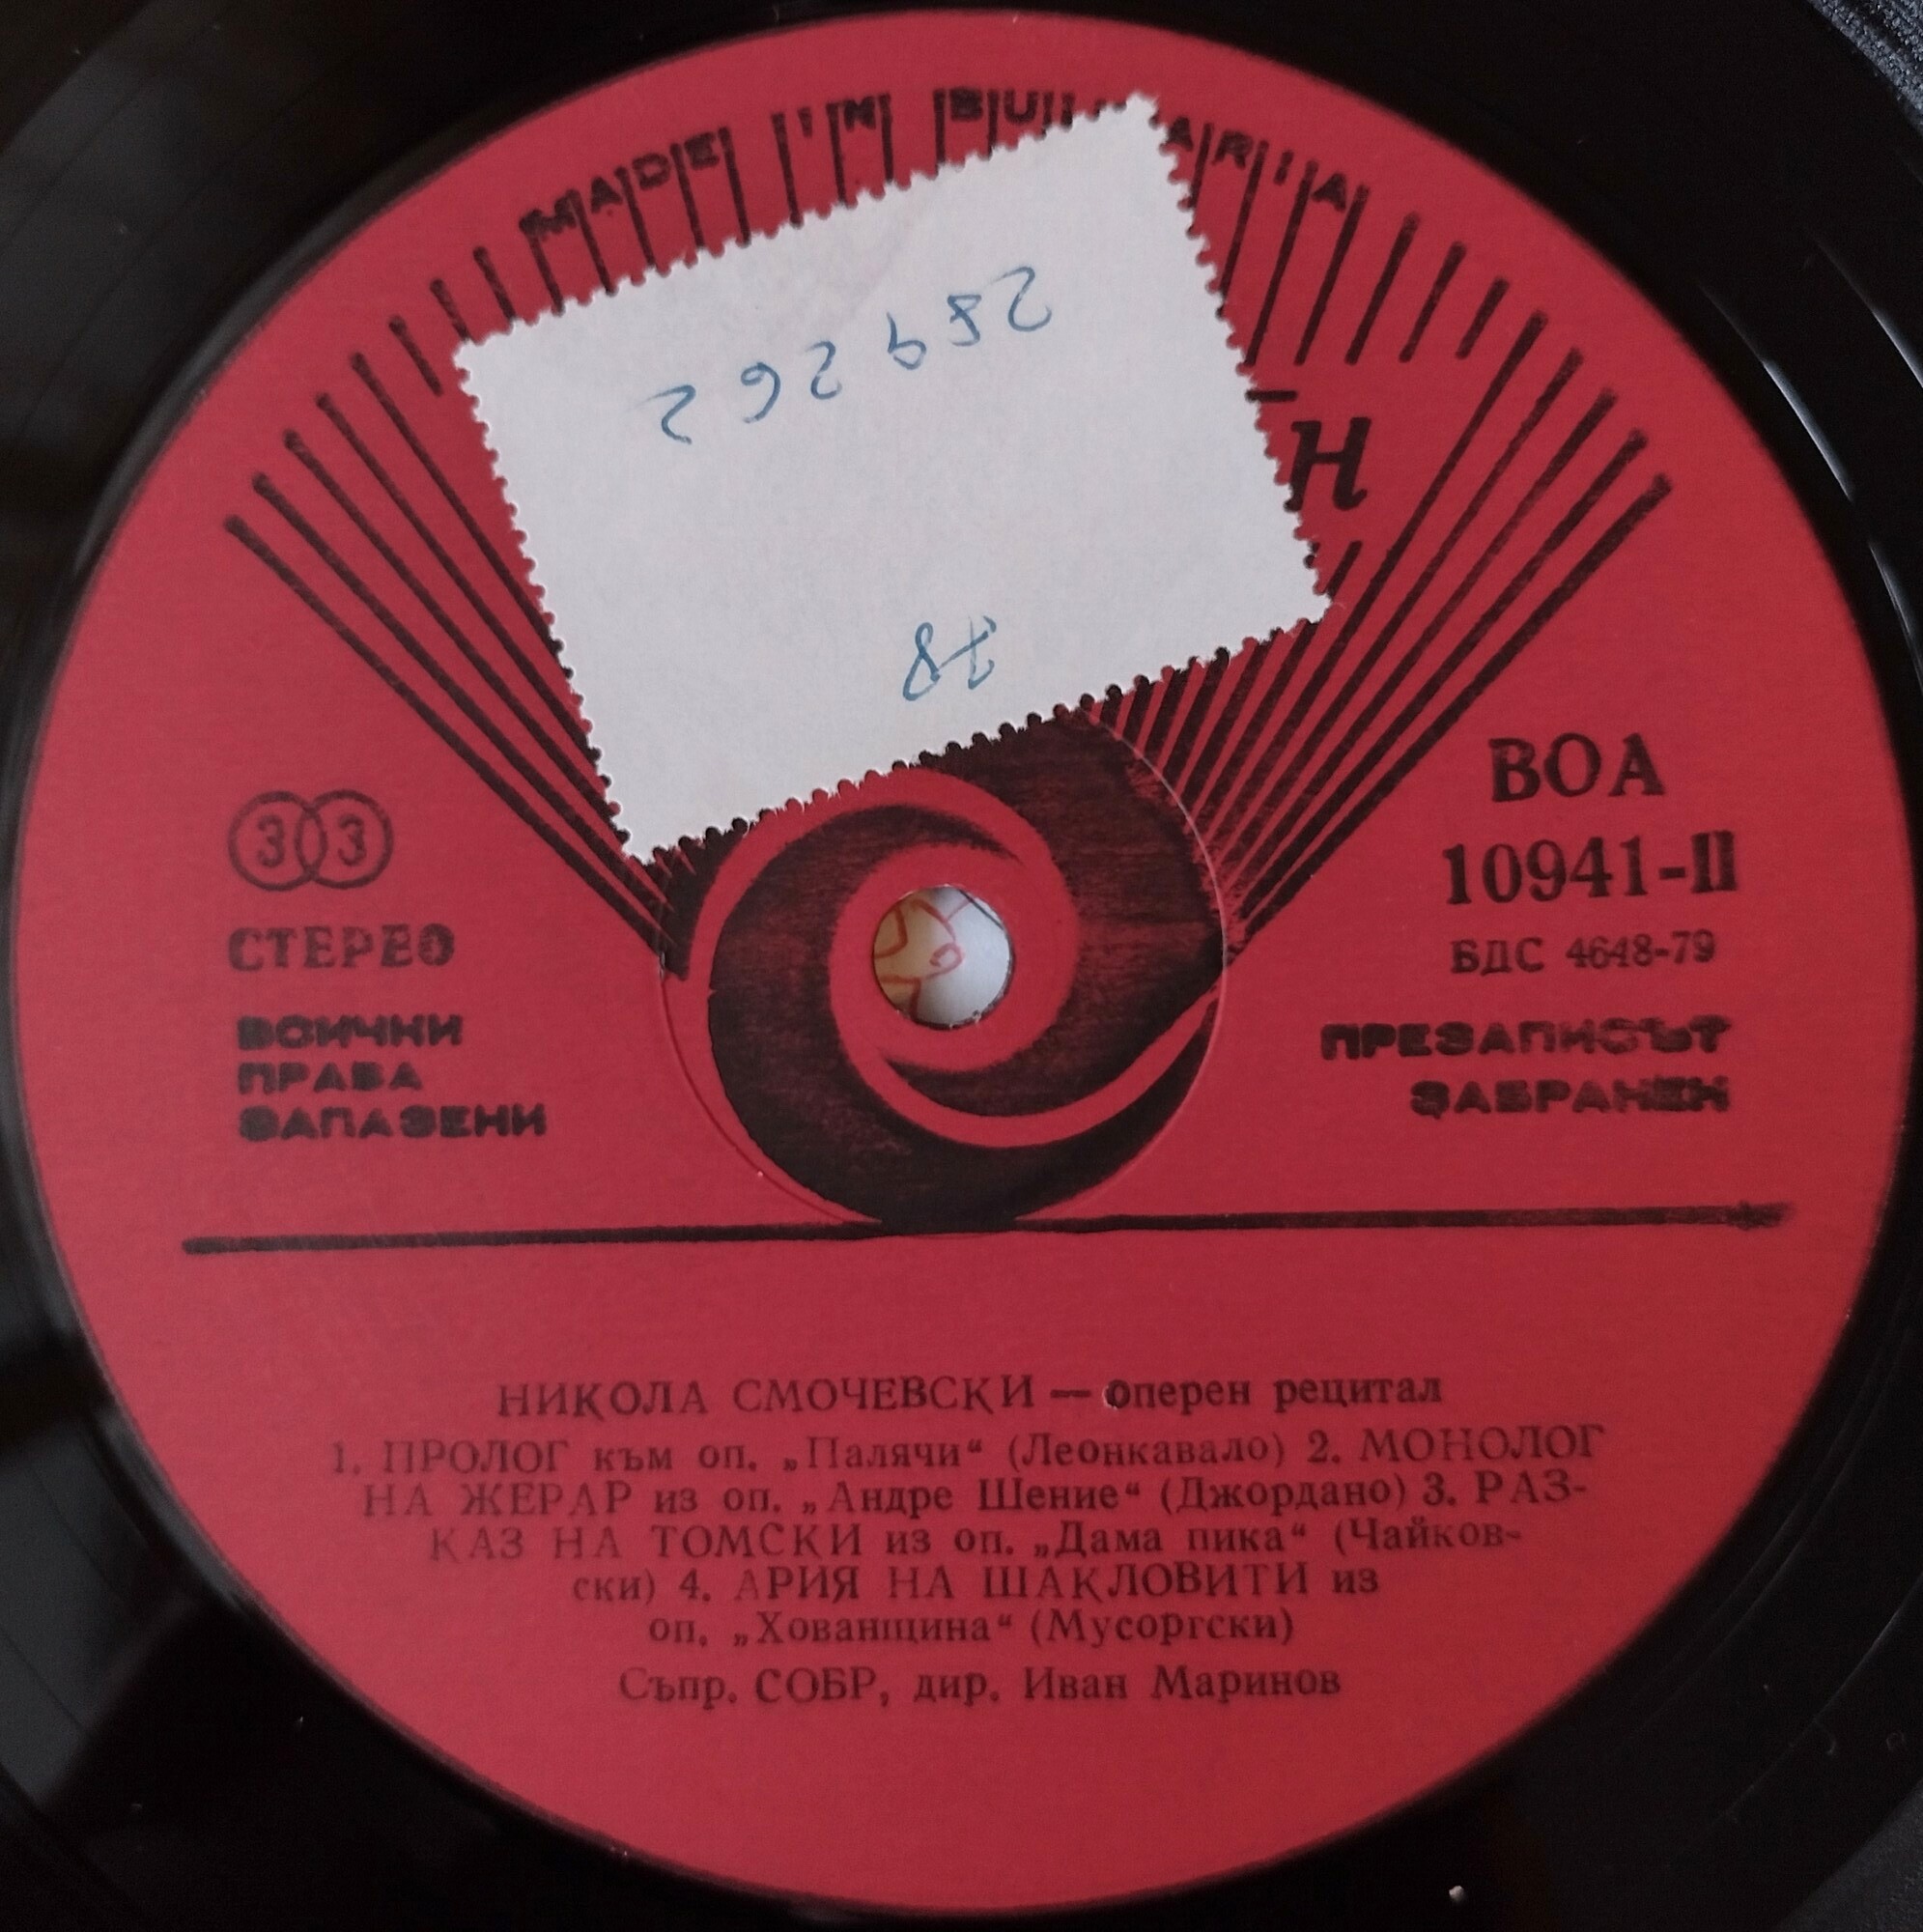 MADE IN BU ARIA
Н
259262
78
33
СТЕРЕО
ВСИЧКИ
ПРАВА
ЗАПАЗЕНИ
ВОА
10941-II
БДС 4648-79
ПРЕЗАПИСЪТ
ЗАБРАНЕН
НИКОЛА СМОЧЕВСКИ — оперен рецитал
1. ПРОЛОГ към оп. „Палячи“ (Леонкавало) 2. МОНОЛОГ
НА ЖЕРАР из оп. „Андре Шение“ (Джордано) 3. РАЗ-
КАЗ НА ТОМСКИ из оп. „Дама пика“ (Чайков-
ски) 4. АРИЯ НА ШАКЛОВИТИ из
оп. „Хованщина“ (Мусоргски)
Съпр. СОБР, дир. Иван Маринов